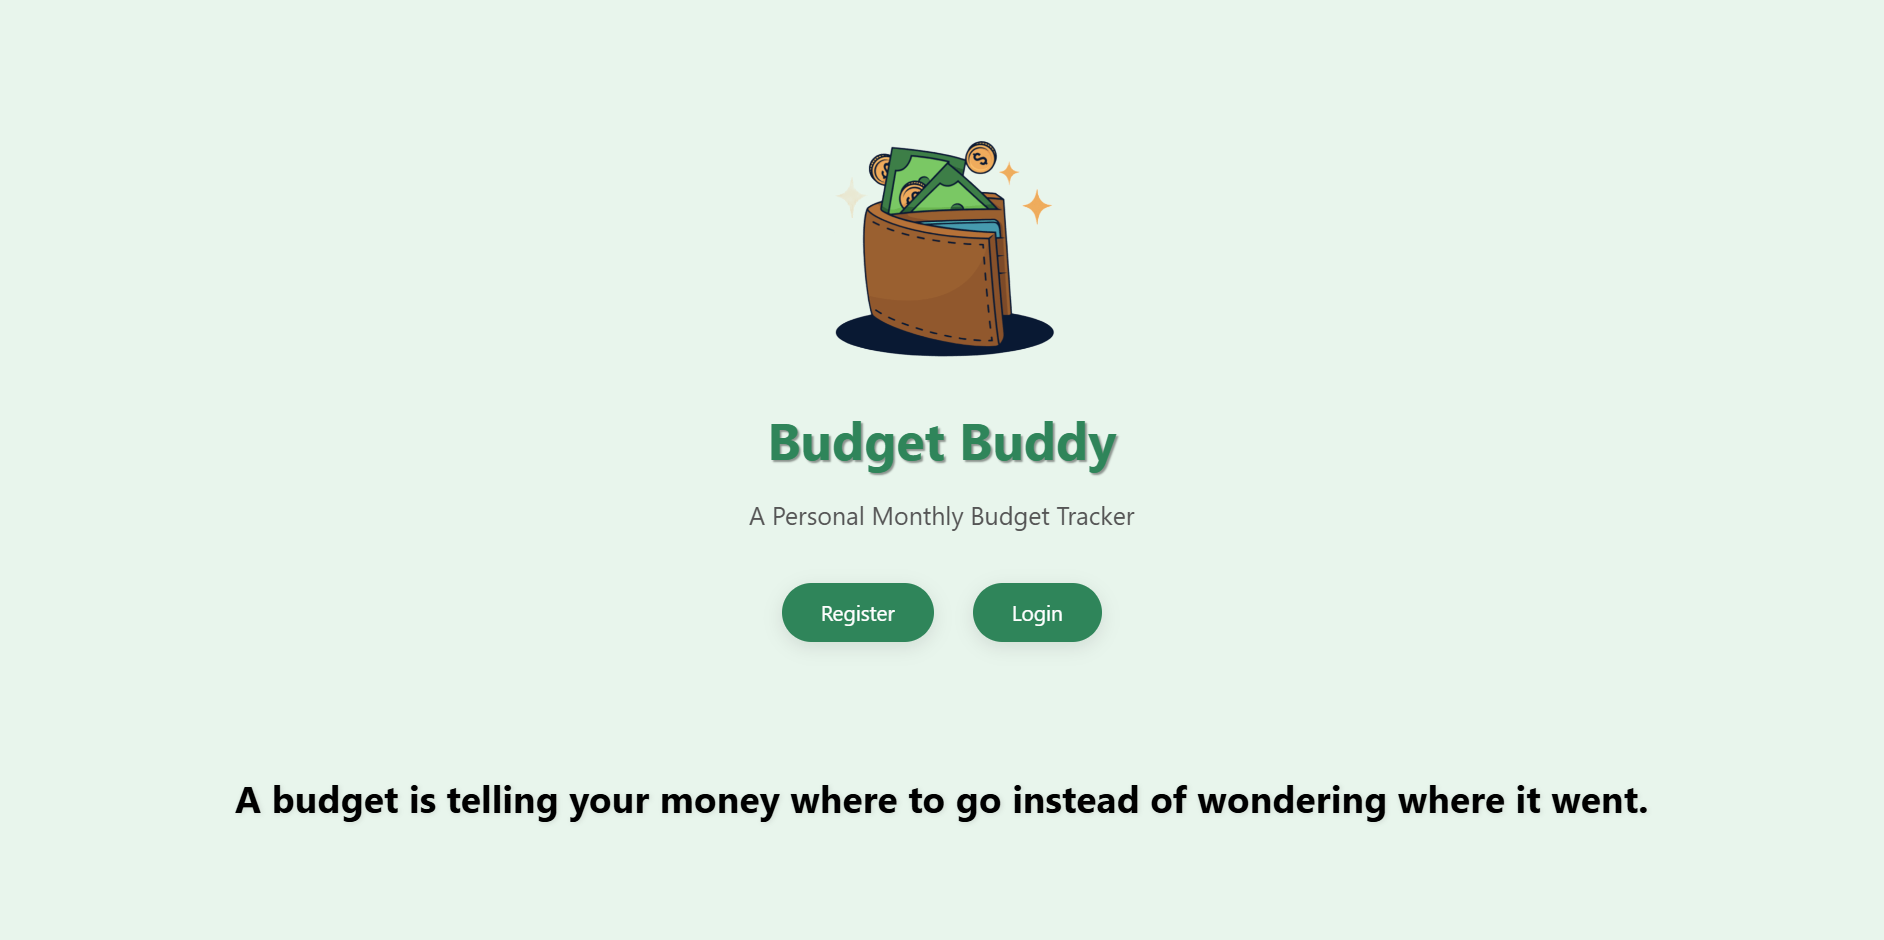 Budget Buddy
A Personal Monthly Budget Tracker
Register
Login
A budget is telling your money where to go instead of wondering where it went.